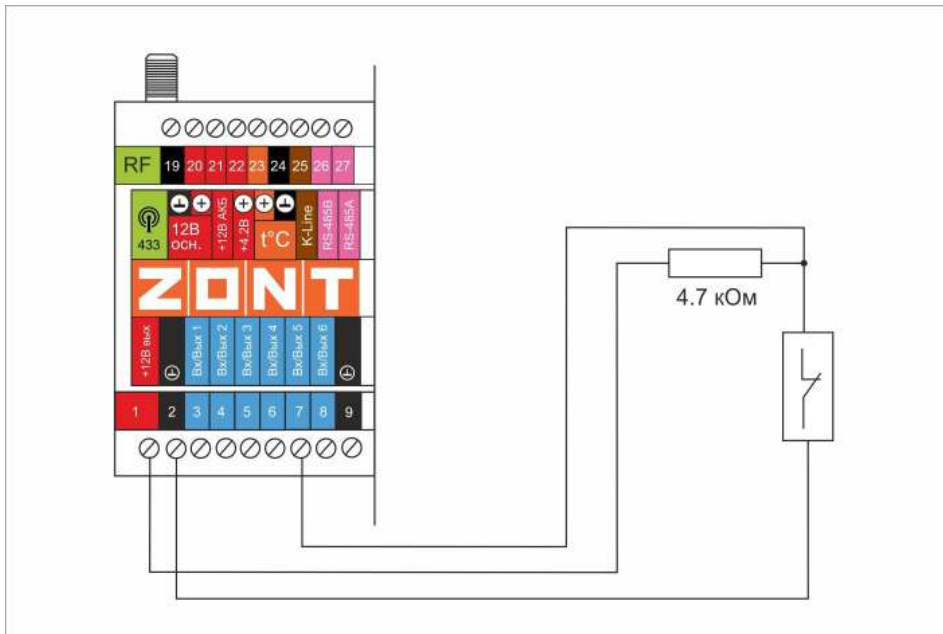 RF 19 20 21 22 23 24 25 26 27
433
12В
осн.
+12В АКБ
+4.2В
t°C
K-Line
RS-485B
RS-485A
ZONT
4.7 кОм
+12В вых
Вх/Вых 1
Вх/Вых 2
Вх/Вых 3
Вх/Вых 4
Вх/Вых 5
Вх/Вых 6
1 2 3 4 5 6 7 8 9